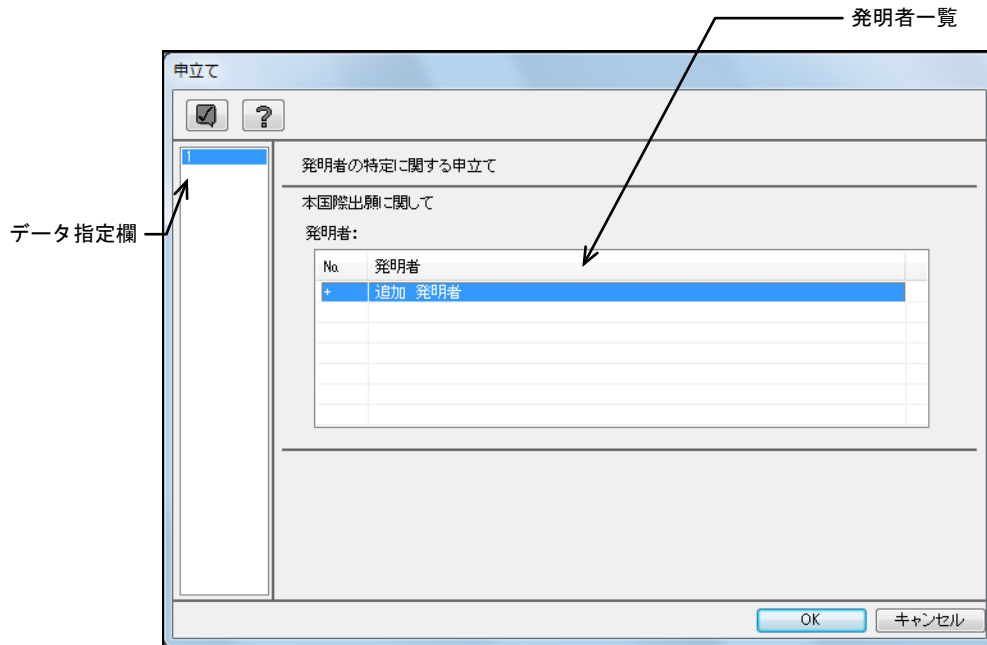 発明者一覧
申立て
?
1
発明者の特定に関する申立て
本国際出願に関して
データ指定欄
発明者:
No. 発明者
+ 追加 発明者
OK キャンセル